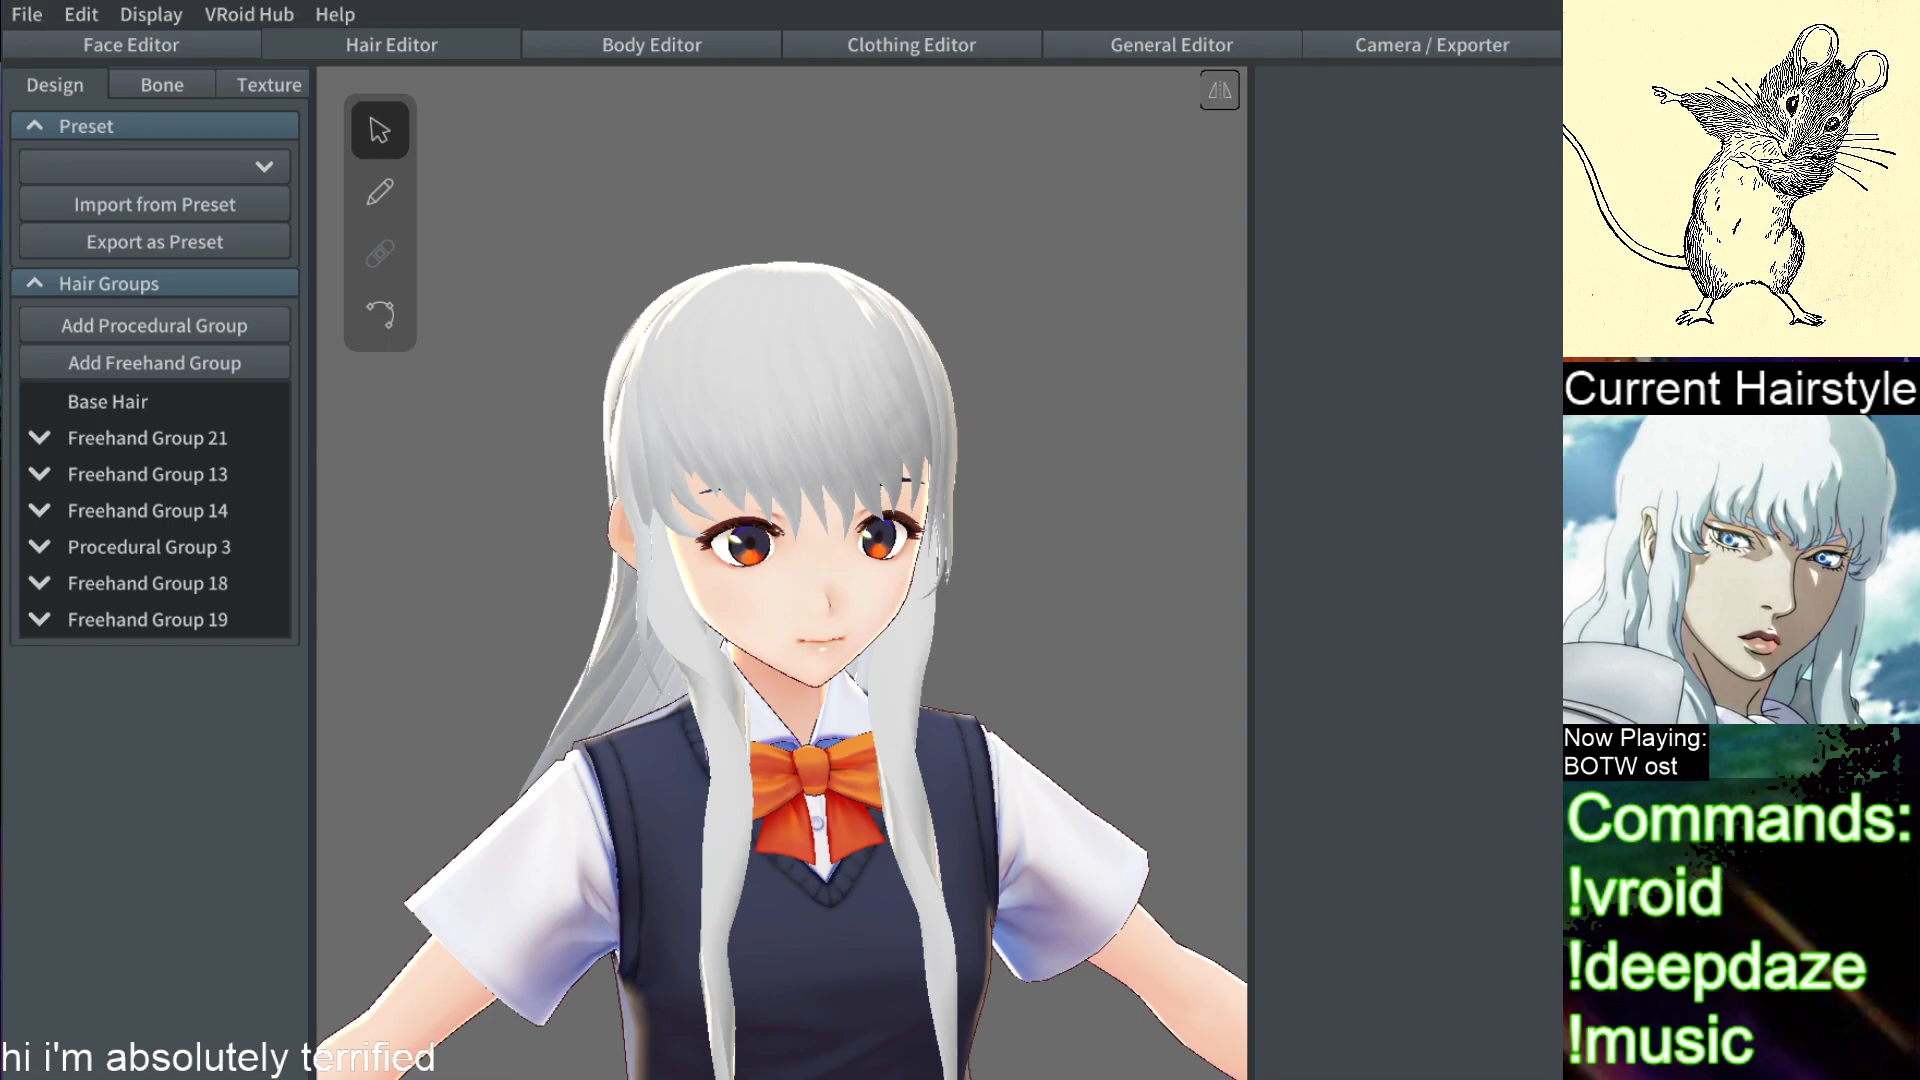 File Edit Display VRoid Hub Help
Face Editor Hair Editor Body Editor Clothing Editor General Editor Camera / Exporter
Design Bone Texture
Preset
Import from Preset
Export as Preset
Hair Groups
Add Procedural Group
Add Freehand Group
Base Hair
Freehand Group 21
Freehand Group 13
Freehand Group 14
Procedural Group 3
Freehand Group 18
Freehand Group 19
hi i'm absolutely terrified
Current Hairstyle
Now Playing:
BOTW ost
Commands:
!vroid
!deepdaze
!music